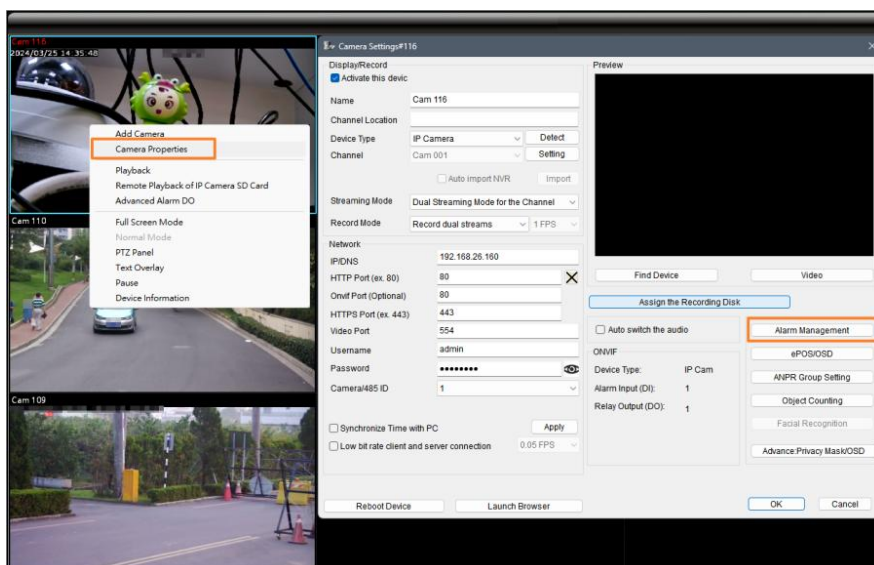 Cam 116
2024/03/25 14:35:48
Add Camera
Camera Properties
Playback
Remote Playback of IP Camera SD Card
Advanced Alarm DO
Full Screen Mode
Normal Mode
PTZ Panel
Text Overlay
Pause
Device Information
Cam 110
Cam 109
Camera Settings#116
Display/Record
Activate this devic
Name Cam 116
Channel Location
Device Type IP Camera Detect
Channel Cam 001 Setting
Auto import NVR Import
Streaming Mode Dual Streaming Mode for the Channel
Record Mode Record dual streams 1 FPS
Network
IP/DNS 192.168.26.160
HTTP Port (ex. 80) 80
Onvif Port (Optional) 80
HTTPS Port (ex. 443) 443
Video Port 554
Username admin
Password ••••••••
Camera/485 ID 1
Synchronize Time with PC Apply
Low bit rate client and server connection 0.05 FPS
Reboot Device Launch Browser
Preview
Find Device Video
Assign the Recording Disk
Auto switch the audio
ONVIF
Device Type: IP Cam
Alarm Input (DI): 1
Relay Output (DO): 1
Alarm Management
ePOS/OSD
ANPR Group Setting
Object Counting
Facial Recognition
Advance:Privacy Mask/OSD
OK Cancel